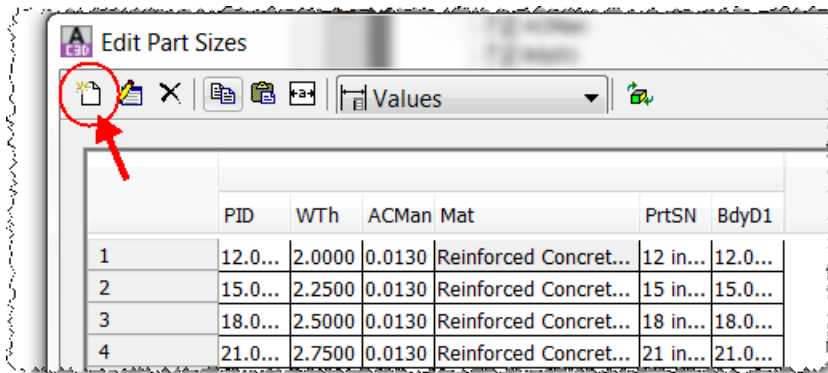 A
C3D Edit Part Sizes
Values
PID WTh ACMan Mat PrtSN BdyD1
1 12.0... 2.0000 0.0130 Reinforced Concret... 12 in... 12.0...
2 15.0... 2.2500 0.0130 Reinforced Concret... 15 in... 15.0...
3 18.0... 2.5000 0.0130 Reinforced Concret... 18 in... 18.0...
4 21.0... 2.7500 0.0130 Reinforced Concret... 21 in... 21.0...